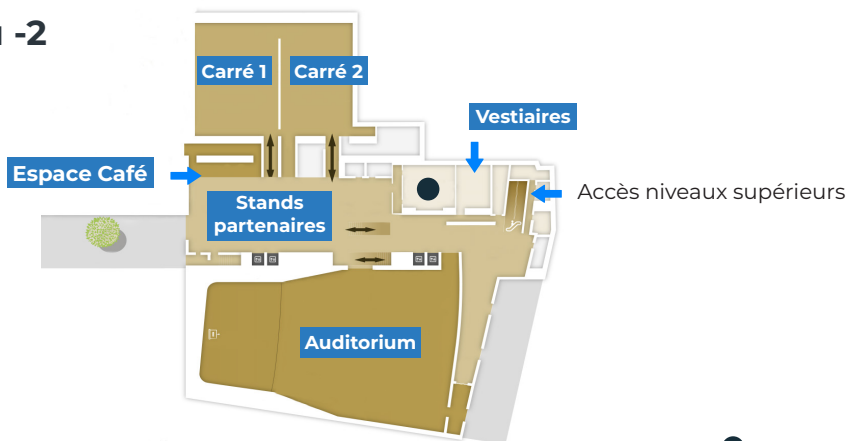 -2
Carré 1
Carré 2
Vestiaires
Espace Café
Accès niveaux supérieurs
Stands
partenaires
Auditorium